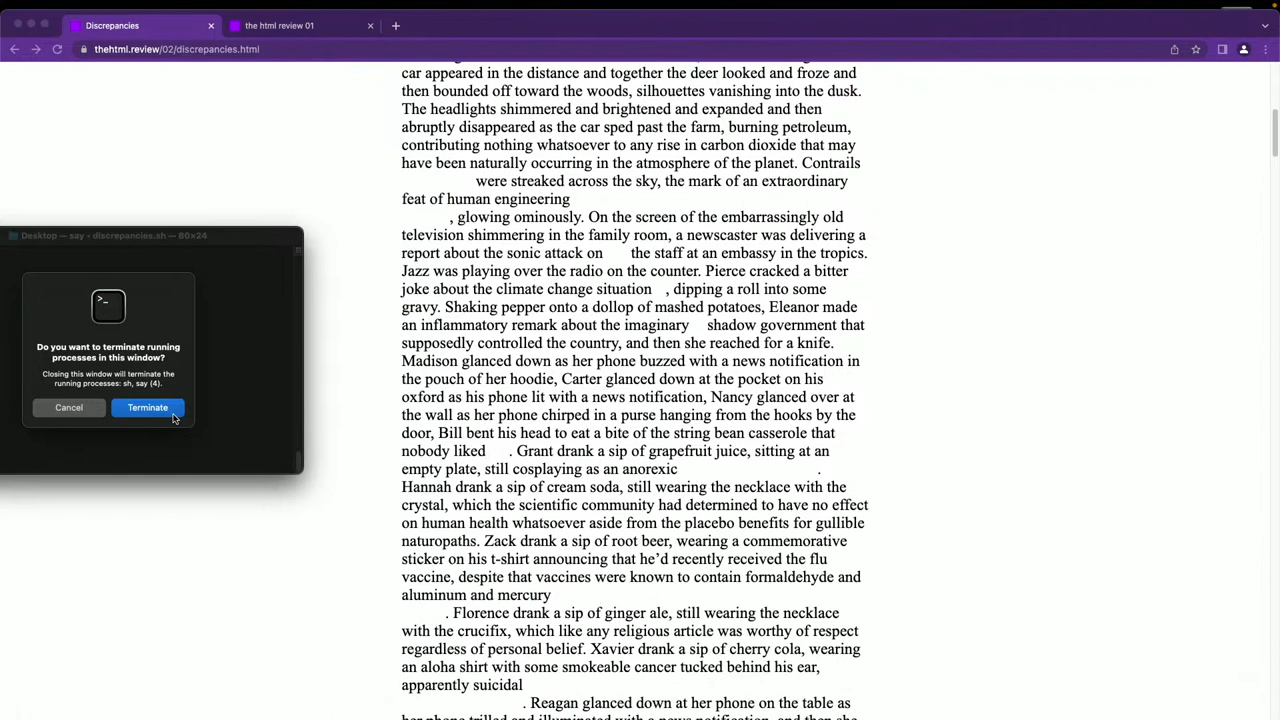 Discrepancies
the html review 01
thehtml.review/02/discrepancies.html
car appeared in the distance and together the deer looked and froze and
then bounded off toward the woods, silhouettes vanishing into the dusk.
The headlights shimmered and brightened and expanded and then
abruptly disappeared as the car sped past the farm, burning petroleum,
contributing nothing whatsoever to any rise in carbon dioxide that may
have been naturally occurring in the atmosphere of the planet. Contrails
were streaked across the sky, the mark of an extraordinary
feat of human engineering
, glowing ominously. On the screen of the embarrassingly old
television shimmering in the family room, a newscaster was delivering a
report about the sonic attack on the staff at an embassy in the tropics.
Jazz was playing over the radio on the counter. Pierce cracked a bitter
joke about the climate change situation , dipping a roll into some
gravy. Shaking pepper onto a dollop of mashed potatoes, Eleanor made
an inflammatory remark about the imaginary shadow government that
supposedly controlled the country, and then she reached for a knife.
Madison glanced down as her phone buzzed with a news notification in
the pouch of her hoodie, Carter glanced down at the pocket on his
oxford as his phone lit with a news notification, Nancy glanced over at
the wall as her phone chirped in a purse hanging from the hooks by the
door, Bill bent his head to eat a bite of the string bean casserole that
nobody liked . Grant drank a sip of grapefruit juice, sitting at an
empty plate, still cosplaying as an anorexic .
Hannah drank a sip of cream soda, still wearing the necklace with the
crystal, which the scientific community had determined to have no effect
on human health whatsoever aside from the placebo benefits for gullible
naturopaths. Zack drank a sip of root beer, wearing a commemorative
sticker on his t-shirt announcing that he'd recently received the flu
vaccine, despite that vaccines were known to contain formaldehyde and
aluminum and mercury
. Florence drank a sip of ginger ale, still wearing the necklace
with the crucifix, which like any religious article was worthy of respect
regardless of personal belief. Xavier drank a sip of cherry cola, wearing
an aloha shirt with some smokeable cancer tucked behind his ear,
apparently suicidal
. Reagan glanced down at her phone on the table as
her phone trilled and illuminated with a news notification, and then she
Desktop — say ◂ discrepancies.sh — 80×24
>_
Do you want to terminate running
processes in this window?
Closing this window will terminate the
running processes: sh, say (4).
Cancel
Terminate